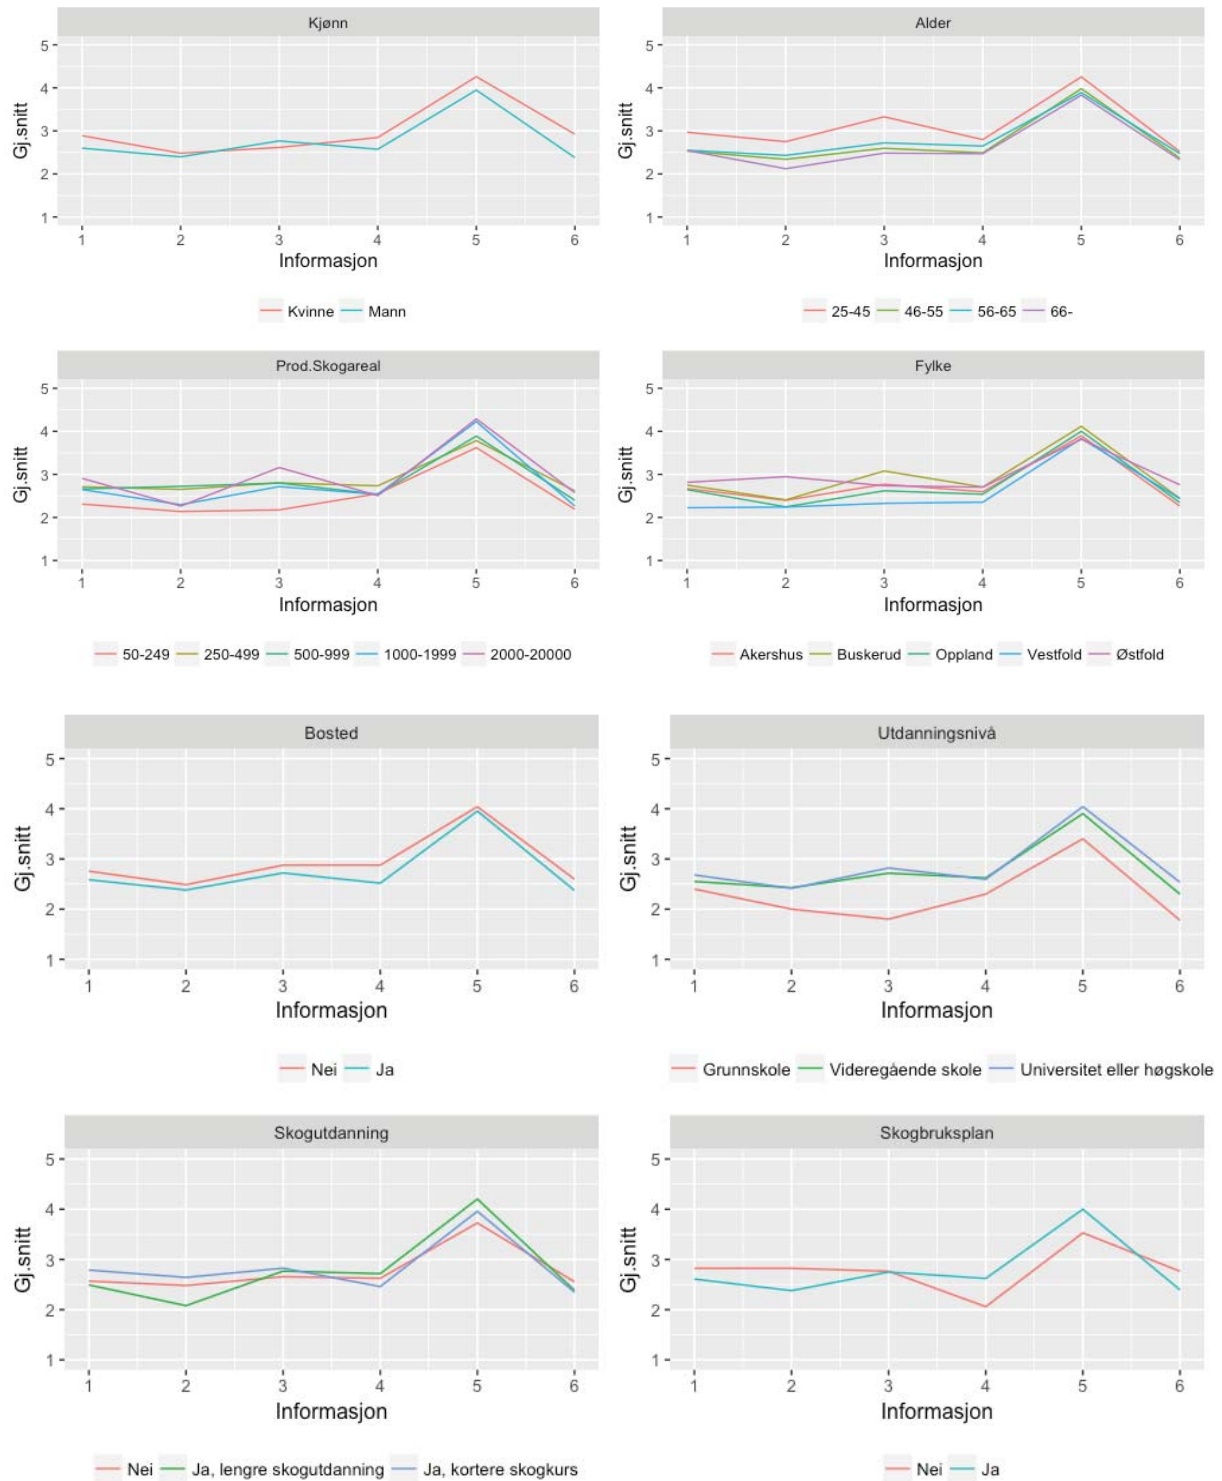 Kjønn
5
4
3
2
1
Gj.snitt
1 2 3 4 5 6
Informasjon
Kvinne Mann
Alder
5
4
3
2
1
Gj.snitt
1 2 3 4 5 6
Informasjon
25-45 46-55 56-65 66-
Prod.Skogareal
5
4
3
2
1
Gj.snitt
1 2 3 4 5 6
Informasjon
50-249 250-499 500-999 1000-1999 2000-20000
Fylke
5
4
3
2
1
Gj.snitt
1 2 3 4 5 6
Informasjon
Akershus Buskerud Oppland Vestfold Østfold
Bosted
5
4
3
2
1
Gj.snitt
1 2 3 4 5 6
Informasjon
Nei Ja
Utdanningsnivå
5
4
3
2
1
Gj.snitt
1 2 3 4 5 6
Informasjon
Grunnskole Videregående skole Universitet eller høgskole
Skogutdanning
5
4
3
2
1
Gj.snitt
1 2 3 4 5 6
Informasjon
Nei Ja, lengre skogutdanning Ja, kortere skogkurs
Skogbruksplan
5
4
3
2
1
Gj.snitt
1 2 3 4 5 6
Informasjon
Nei Ja